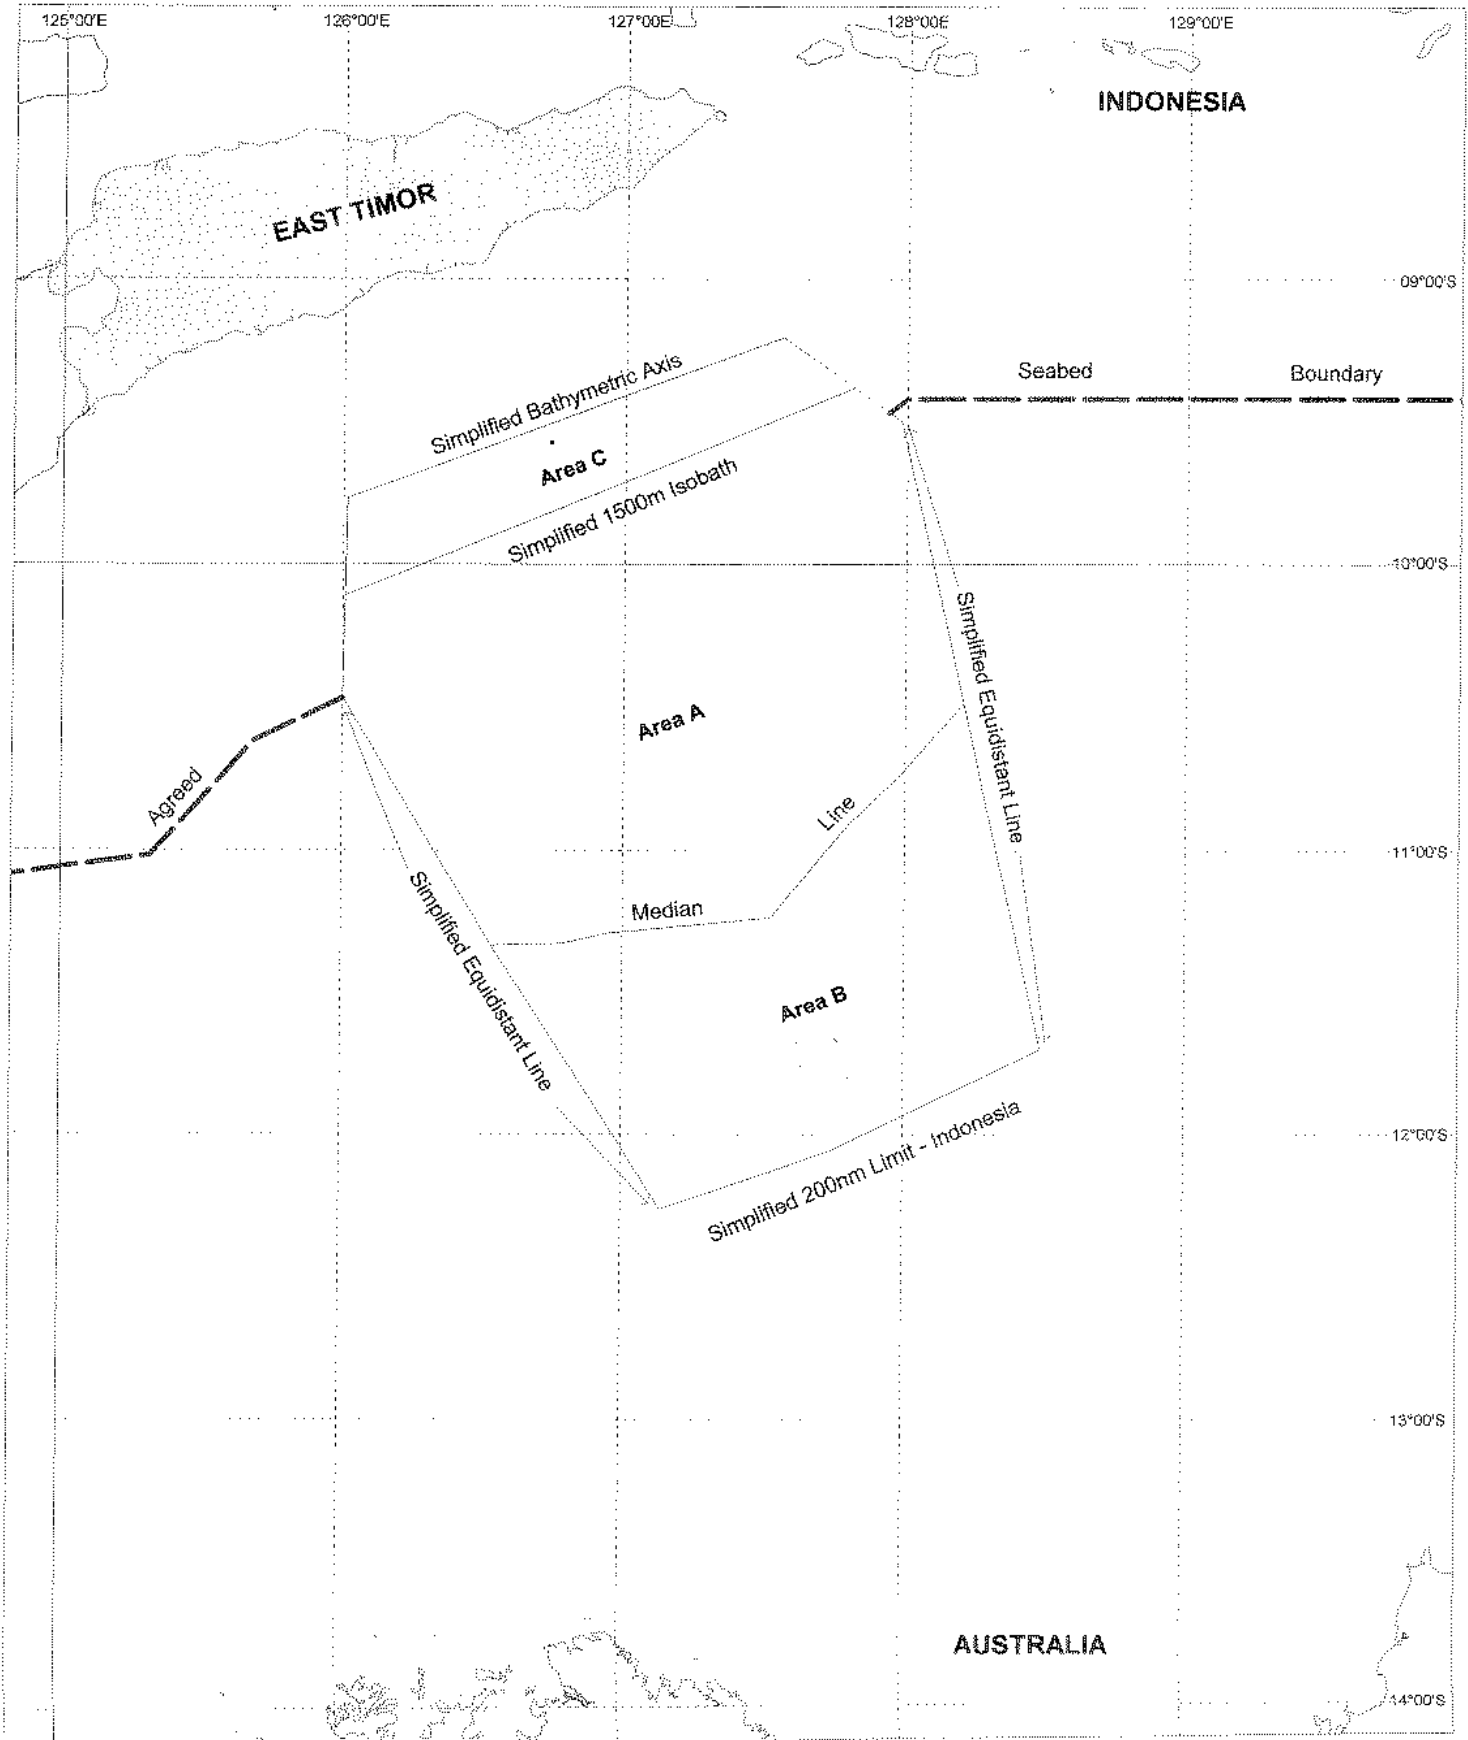 125°00'E
126°00'E
127°00'E
128°00'E
129°00'E
INDONESIA
EAST TIMOR
09°00'S
Simplified Bathymetric Axis
Seabed
Boundary
Area C
Simplified 1500m Isobath
10°00'S
Simplified Equidistant Line
Area A
Agreed
Line
11°00'S
Simplified Equidistant Line
Median
Area B
Simplified 200nm Limit - Indonesia
12°00'S
13°00'S
AUSTRALIA
14°00'S